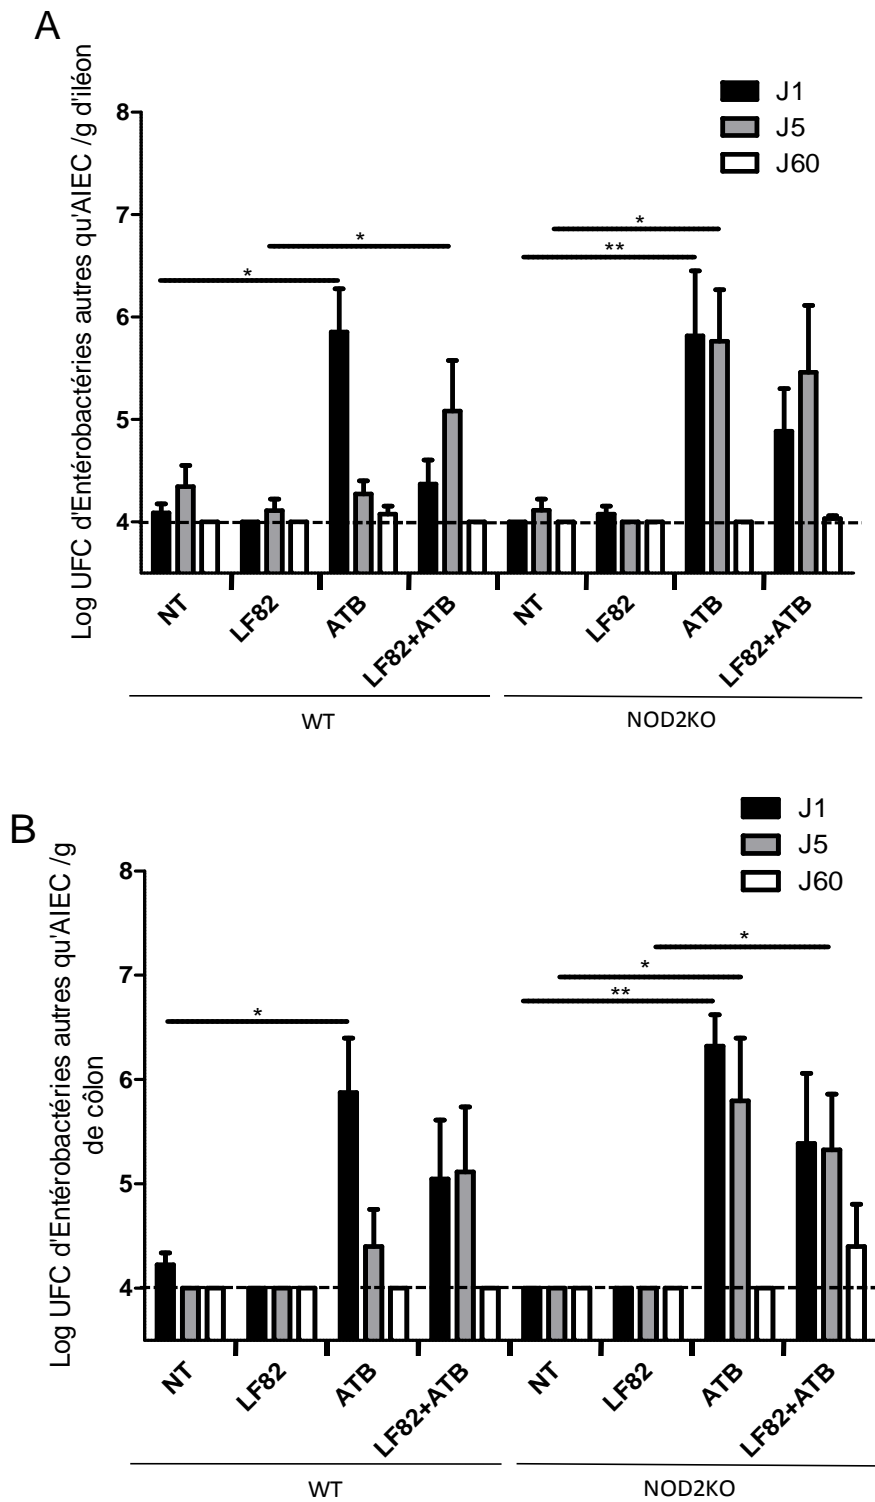 A
Log UFC d'Entérobactéries autres qu'AIEC /g d'iléon
J1
J5
J60
8
7
6
5
4
*
*
*
**
NT
LF82
ATB
LF82+ATB
NT
LF82
ATB
LF82+ATB
WT
NOD2KO
B
Log UFC d'Entérobactéries autres qu'AIEC /g
de côlon
J1
J5
J60
8
7
6
5
4
*
*
*
**
NT
LF82
ATB
LF82+ATB
NT
LF82
ATB
LF82+ATB
WT
NOD2KO